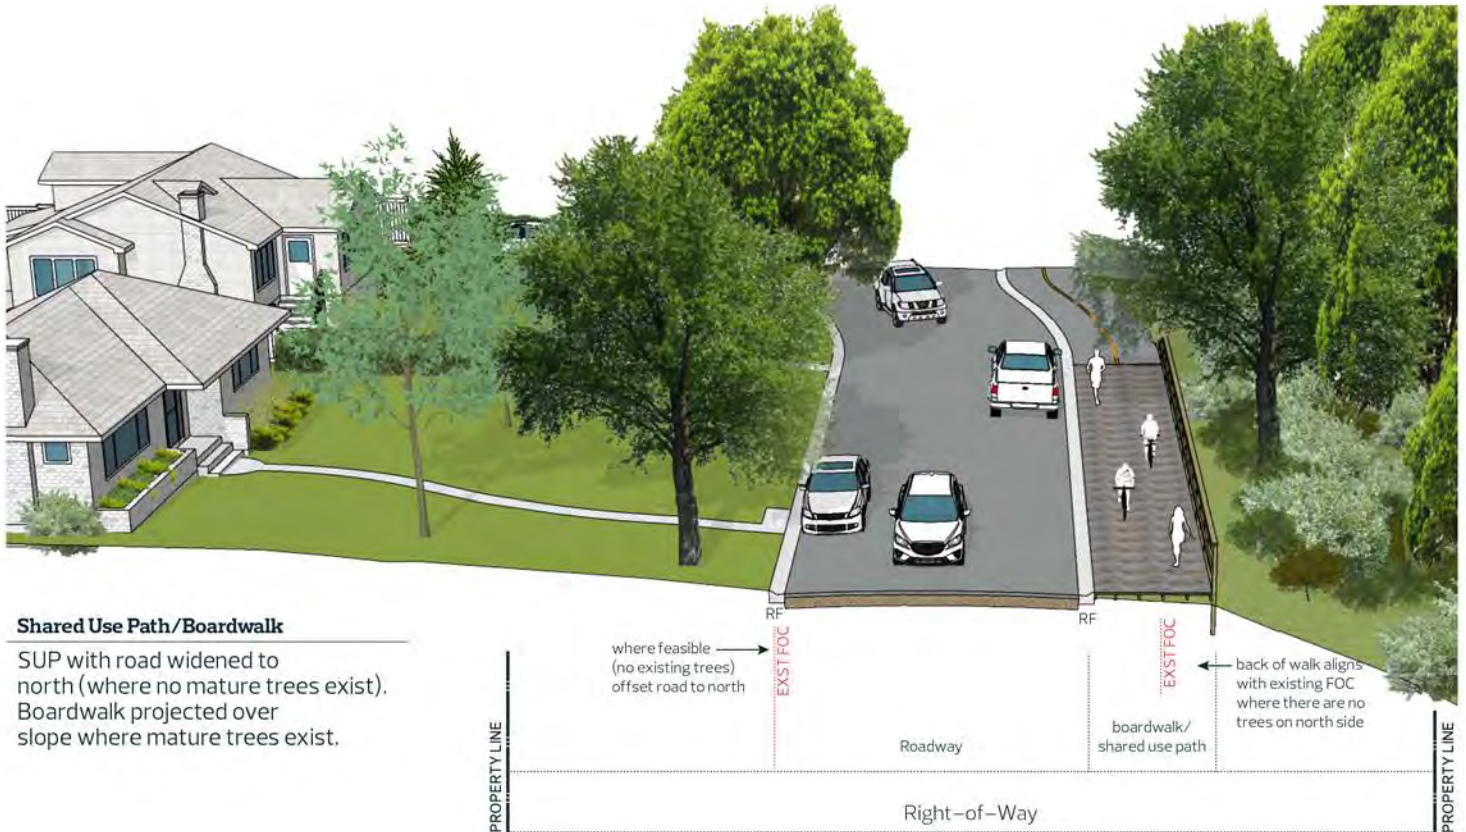 RF
RF
Shared Use Path/Boardwalk
SUP with road widened to
north (where no mature trees exist).
Boardwalk projected over
slope where mature trees exist.
where feasible
(no existing trees)
offset road to north
EXST FOC
EXST FOC
back of walk aligns
with existing FOC
where there are no
trees on north side
boardwalk/
shared use path
Roadway
PROPERTY LINE
PROPERTY LINE
Right-of-Way